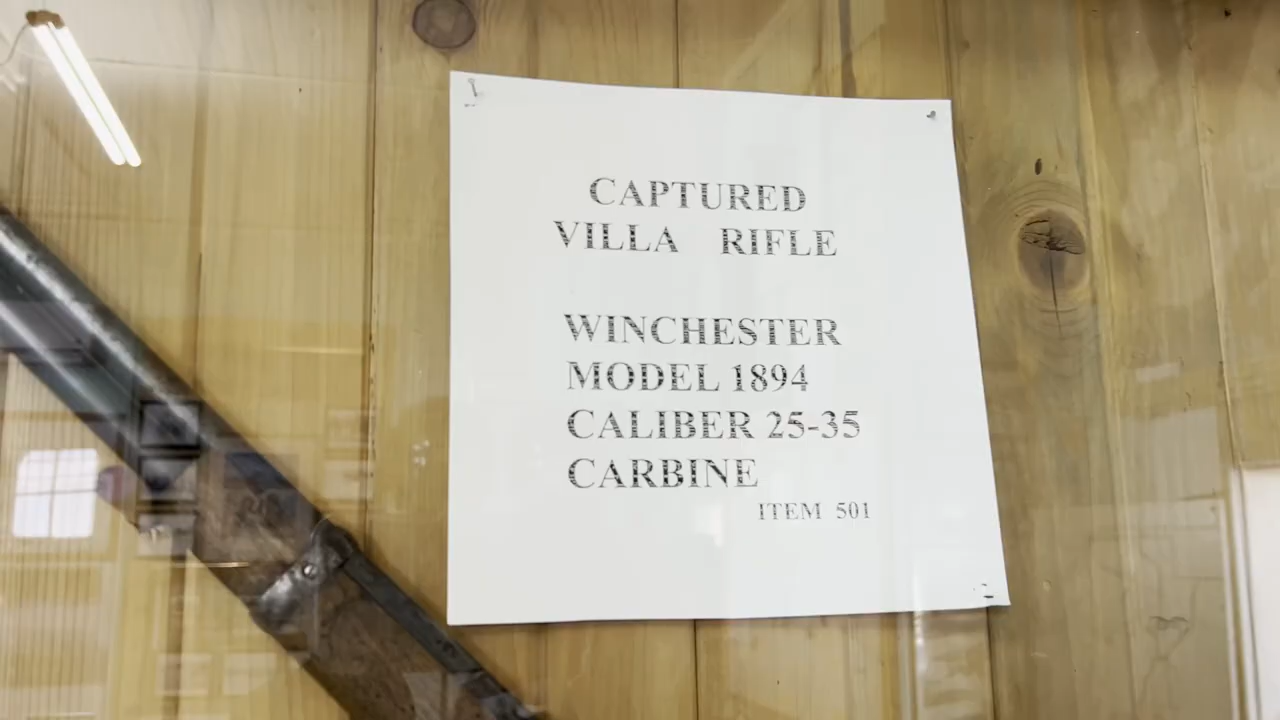 CAPTURED
VILLA RIFLE
WINCHESTER
MODEL 1894
CALIBER 25-35
CARBINE
ITEM 501